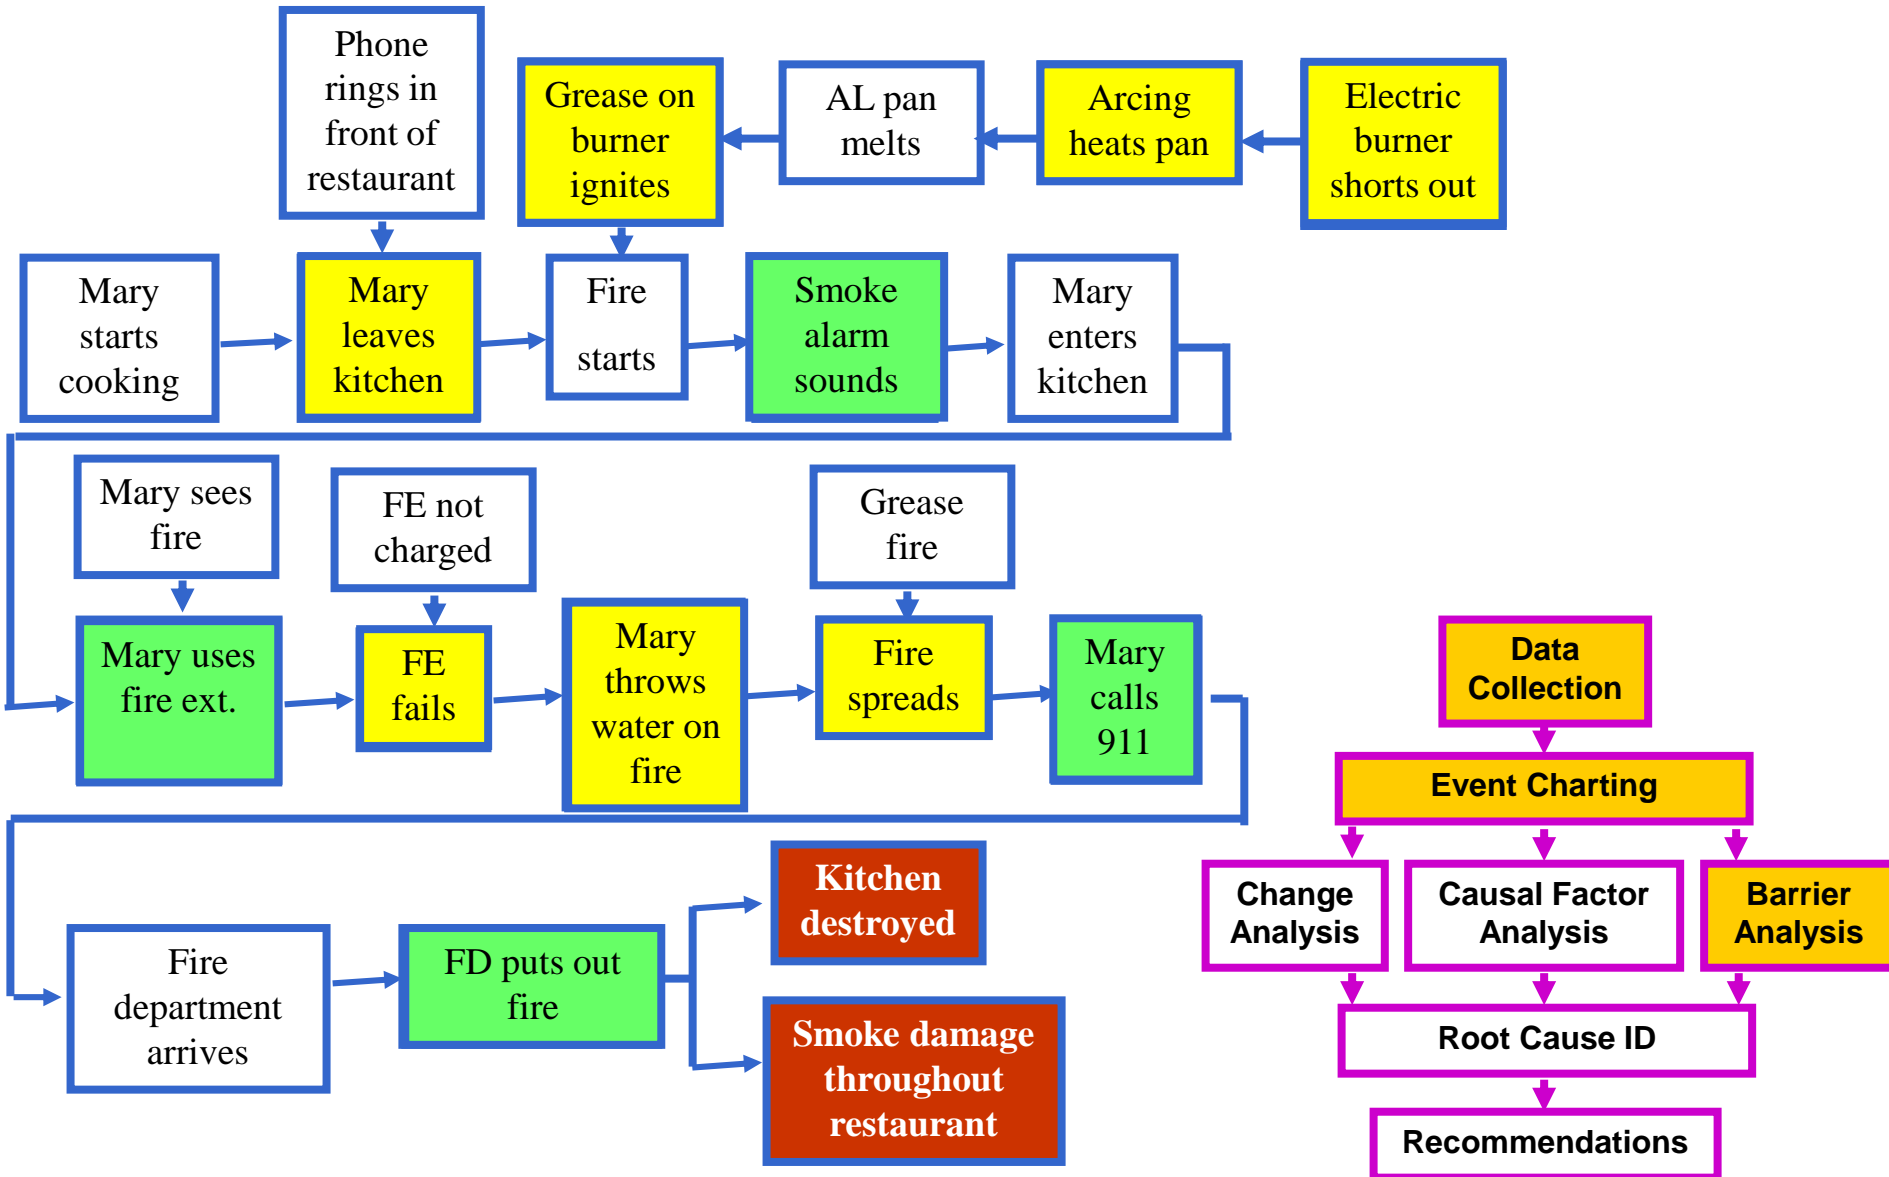 Phone
rings in
front of
restaurant
Grease on
burner
ignites
AL pan
melts
Arcing
heats pan
Electric
burner
shorts out
Mary
starts
cooking
Mary
leaves
kitchen
Fire
starts
Smoke
alarm
sounds
Mary
enters
kitchen
Mary sees
fire
FE not
charged
Grease
fire
Mary uses
fire ext.
FE
fails
Mary
throws
water on
fire
Fire
spreads
Mary
calls
911
Fire
department
arrives
FD puts out
fire
Kitchen
destroyed
Smoke damage
throughout
restaurant
Data
Collection
Event Charting
Change
Analysis
Causal Factor
Analysis
Barrier
Analysis
Root Cause ID
Recommendations